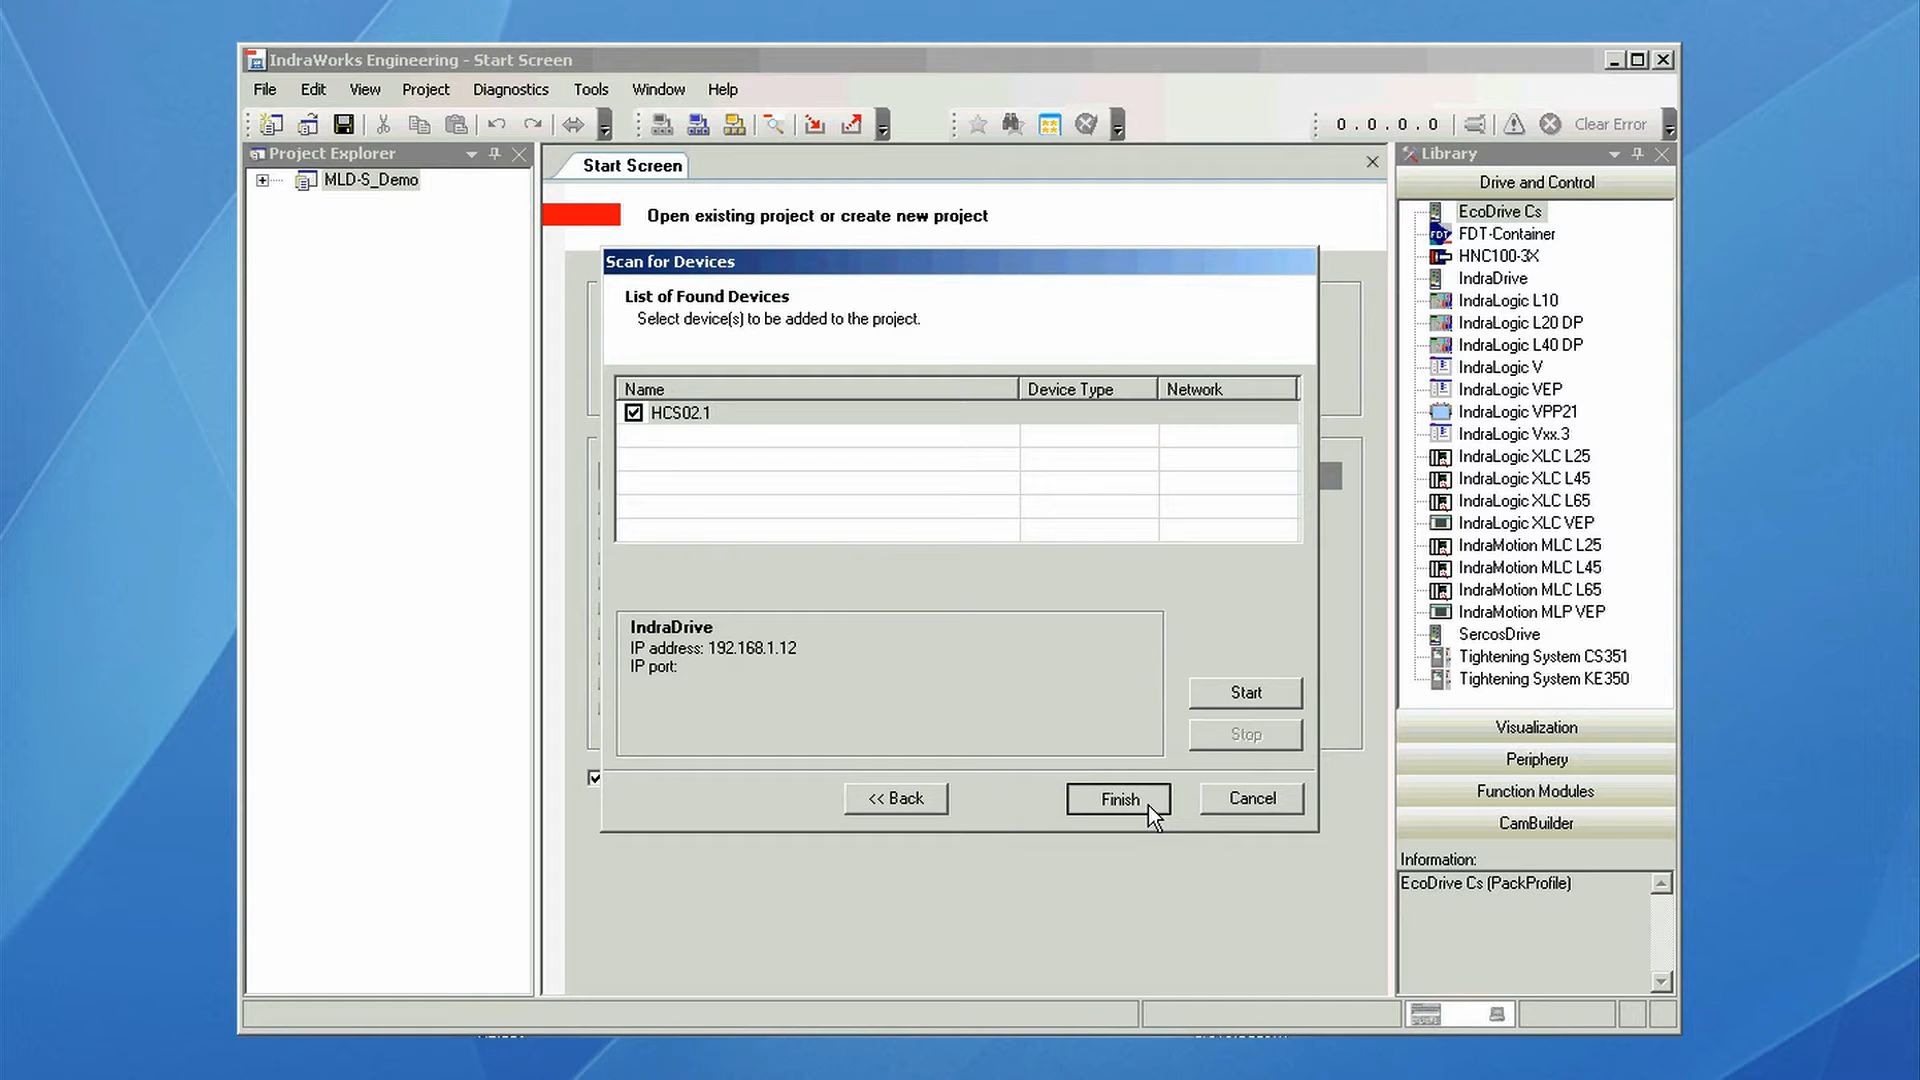 IndraWorks Engineering - Start Screen
File Edit View Project Diagnostics Tools Window Help
0 . 0 . 0 . 0 Clear Error
Project Explorer
MLD-S_Demo
Start Screen
Open existing project or create new project
Scan for Devices
List of Found Devices
Select device(s) to be added to the project.
Name Device Type Network
HCS02.1
IndraDrive
IP address: 192.168.1.12
IP port:
Start
Stop
<< Back Finish Cancel
Library
Drive and Control
EcoDrive Cs
FDT FDT-Container
HNC100-3X
IndraDrive
IndraLogic L10
IndraLogic L20 DP
IndraLogic L40 DP
IndraLogic V
IndraLogic VEP
IndraLogic VPP21
IndraLogic Vxx.3
IndraLogic XLC L25
IndraLogic XLC L45
IndraLogic XLC L65
IndraLogic XLC VEP
IndraMotion MLC L25
IndraMotion MLC L45
IndraMotion MLC L65
IndraMotion MLP VEP
SercosDrive
Tightening System CS351
Tightening System KE350
Visualization
Periphery
Function Modules
CamBuilder
Information:
EcoDrive Cs (PackProfile)